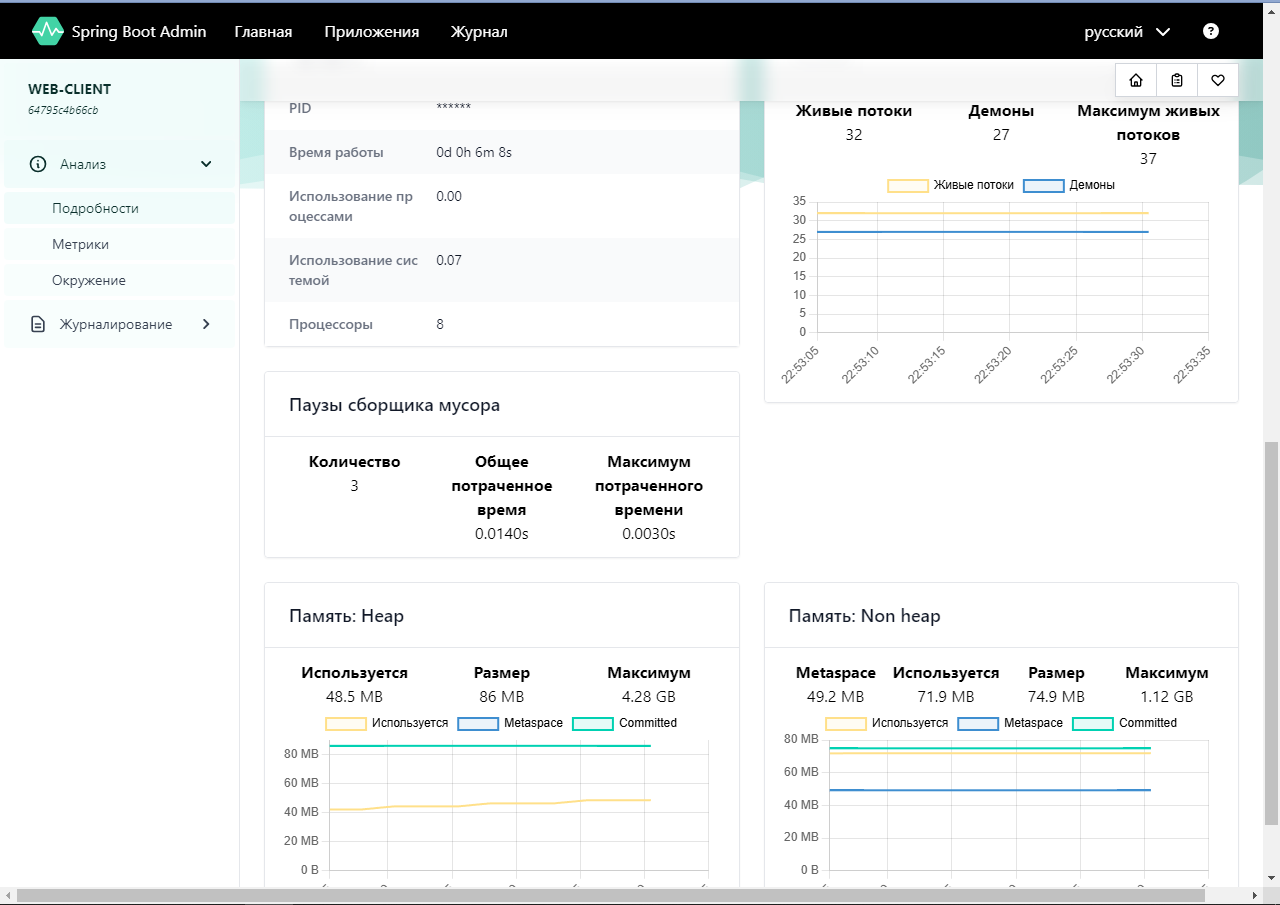 Spring Boot Admin
Главная
Приложения
Журнал
русский
WEB-CLIENT
64795c4b66cb
Анализ
Подробности
Метрики
Окружение
Журналирование
PID ******
Время работы 0d 0h 6m 8s
Использование пр 0.00
оцессами
Использование сис 0.07
темой
Процессоры 8
Живые потоки Демоны Максимум живых
потоков
32 27 37
Живые потоки Демоны
35
30
25
20
15
10
5
0
22:53:05 22:53:10 22:53:15 22:53:20 22:53:25 22:53:30 22:53:35
Паузы сборщика мусора
Количество Общее Максимум
потраченное потраченного
время времени
3 0.0140s 0.0030s
Память: Heap
Используется Размер Максимум
48.5 MB 86 MB 4.28 GB
Используется Metaspace Committed
80 MB
60 MB
40 MB
20 MB
0 B
Память: Non heap
Metaspace Используется Размер Максимум
49.2 MB 71.9 MB 74.9 MB 1.12 GB
Используется Metaspace Committed
80 MB
60 MB
40 MB
20 MB
0 B